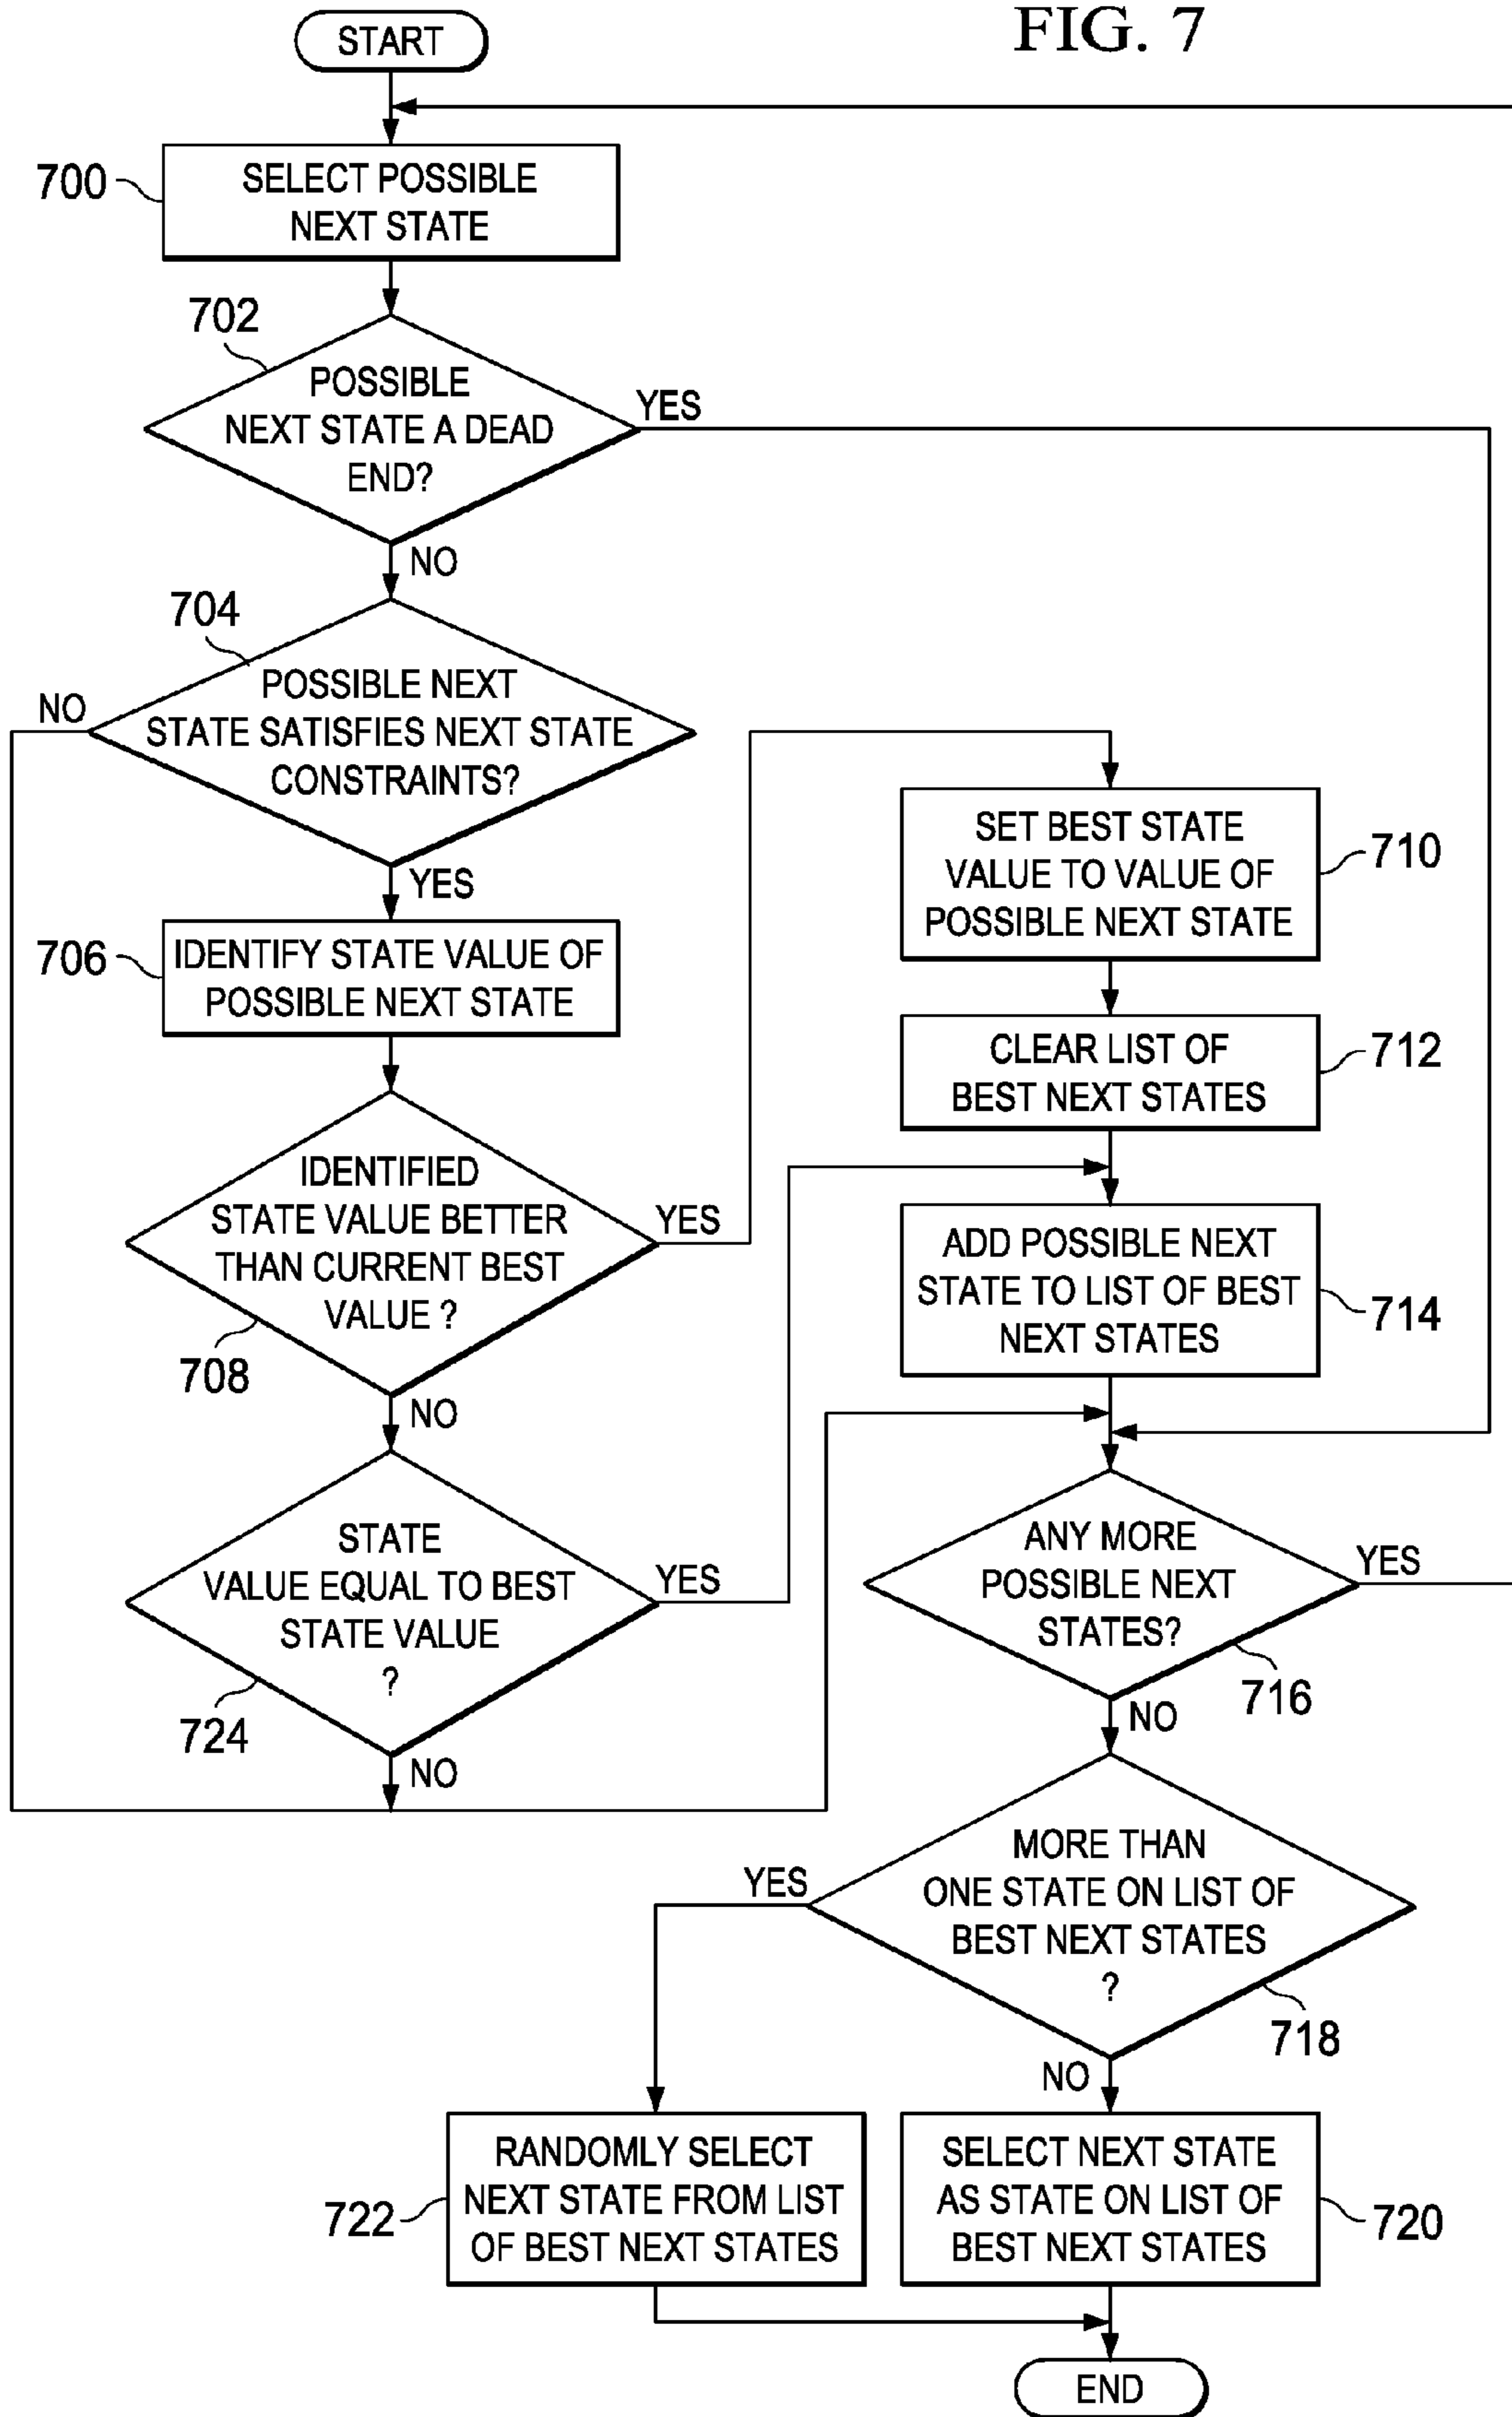 FIG. 7
START
700
SELECT POSSIBLE
NEXT STATE
702
POSSIBLE
NEXT STATE A DEAD
END?
YES
NO
704
POSSIBLE NEXT
STATE SATISFIES NEXT STATE
CONSTRAINTS?
NO
YES
706
IDENTIFY STATE VALUE OF
POSSIBLE NEXT STATE
IDENTIFIED
STATE VALUE BETTER
THAN CURRENT BEST
VALUE ?
YES
708
NO
STATE
VALUE EQUAL TO BEST
STATE VALUE
?
YES
724
NO
SET BEST STATE
VALUE TO VALUE OF
POSSIBLE NEXT STATE
710
CLEAR LIST OF
BEST NEXT STATES
712
ADD POSSIBLE NEXT
STATE TO LIST OF BEST
NEXT STATES
714
ANY MORE
POSSIBLE NEXT
STATES?
YES
716
NO
MORE THAN
ONE STATE ON LIST OF
BEST NEXT STATES
?
YES
718
NO
722
RANDOMLY SELECT
NEXT STATE FROM LIST
OF BEST NEXT STATES
SELECT NEXT STATE
AS STATE ON LIST OF
BEST NEXT STATES
720
END